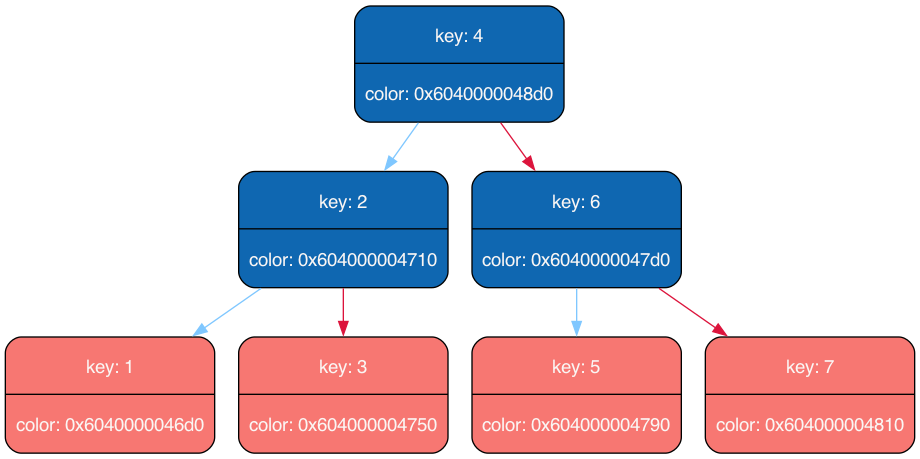 key: 4
color: 0x6040000048d0
key: 2
color: 0x604000004710
key: 6
color: 0x6040000047d0
key: 1
color: 0x6040000046d0
key: 3
color: 0x604000004750
key: 5
color: 0x604000004790
key: 7
color: 0x604000004810